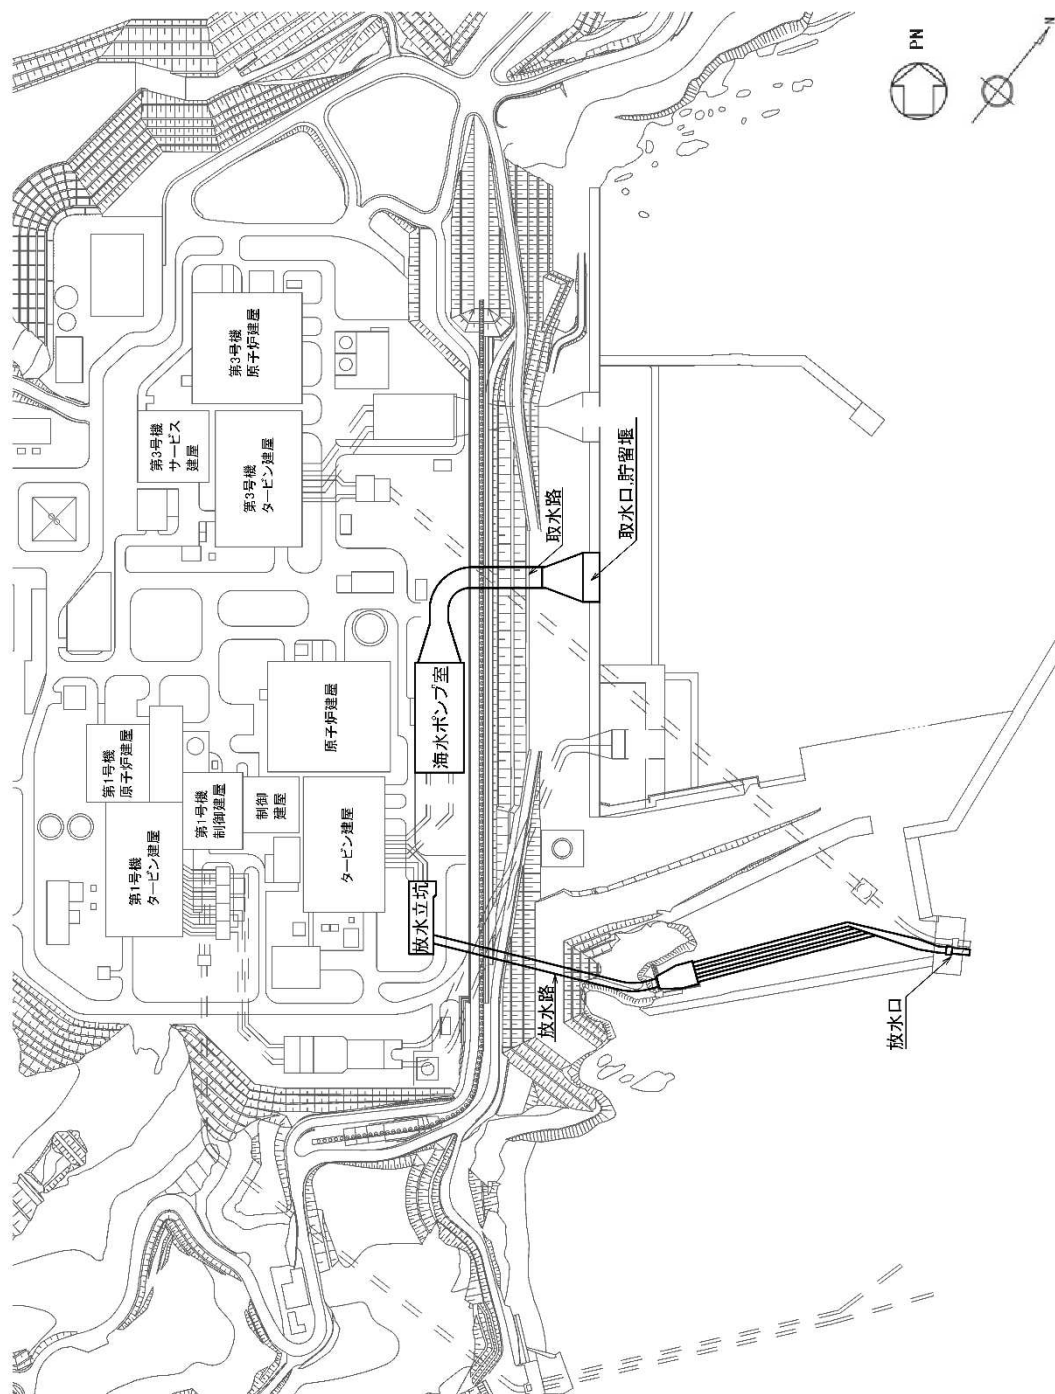 PN
N
第3号機
原子炉建屋
第3号機
サービス
建屋
第3号機
タービン建屋
取水路
取水口,貯留堰
海水ポンプ室
原子炉建屋
第1号機
原子炉建屋
第1号機
制御建屋
制御
建屋
第1号機
タービン建屋
タービン建屋
放水立坑
放水路
放水口